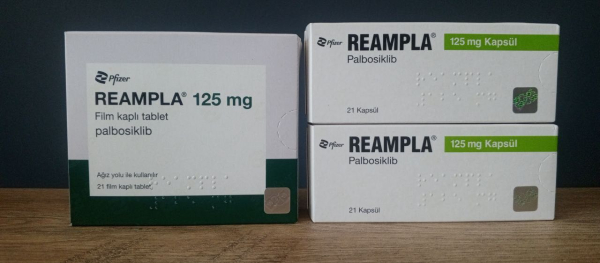 Pfizer
REAMPLA® 125 mg
Film kaplı tablet
palbosiklib
Ağız yolu ile kullanılır
21 film kaplı tablet
Pfizer REAMPLA® 125 mg Kapsül
Palbosiklib
21 Kapsül
Pfizer REAMPLA® 125 mg Kapsül
Palbosiklib
21 Kapsül